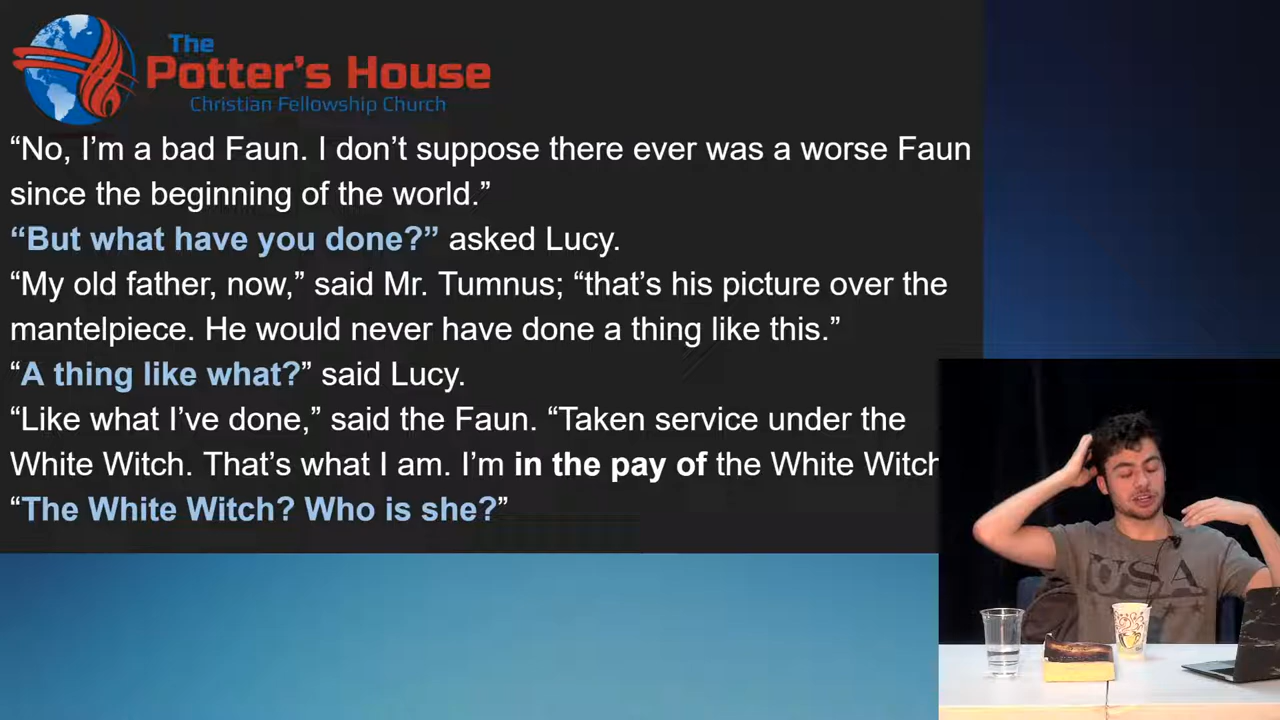 The
Potter's House
Christian Fellowship Church
“No, I’m a bad Faun. I don’t suppose there ever was a worse Faun
since the beginning of the world.”
“But what have you done?” asked Lucy.
“My old father, now,” said Mr. Tumnus; “that’s his picture over the
mantelpiece. He would never have done a thing like this.”
“A thing like what?” said Lucy.
“Like what I’ve done,” said the Faun. “Taken service under the
White Witch. That’s what I am. I’m in the pay of the White Witch
“The White Witch? Who is she?”
USA